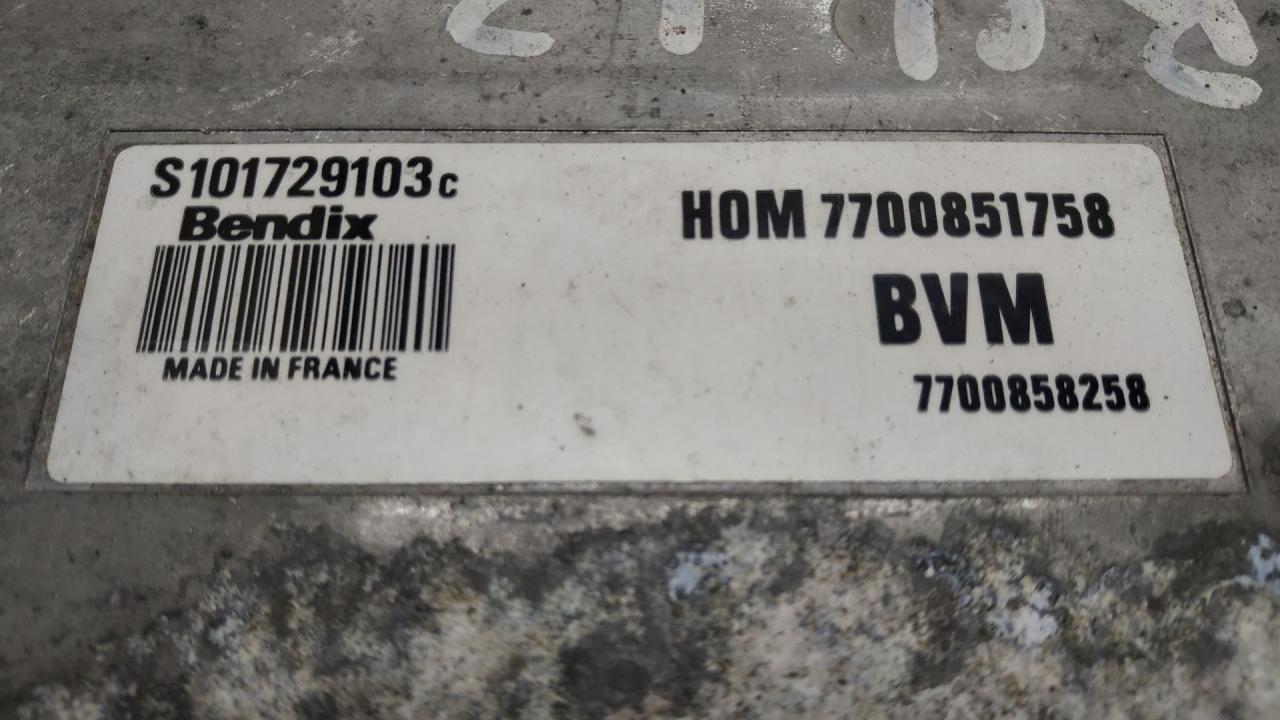 S101729103c
Bendix
MADE IN FRANCE
HOM 7700851758
BVM
7700858258